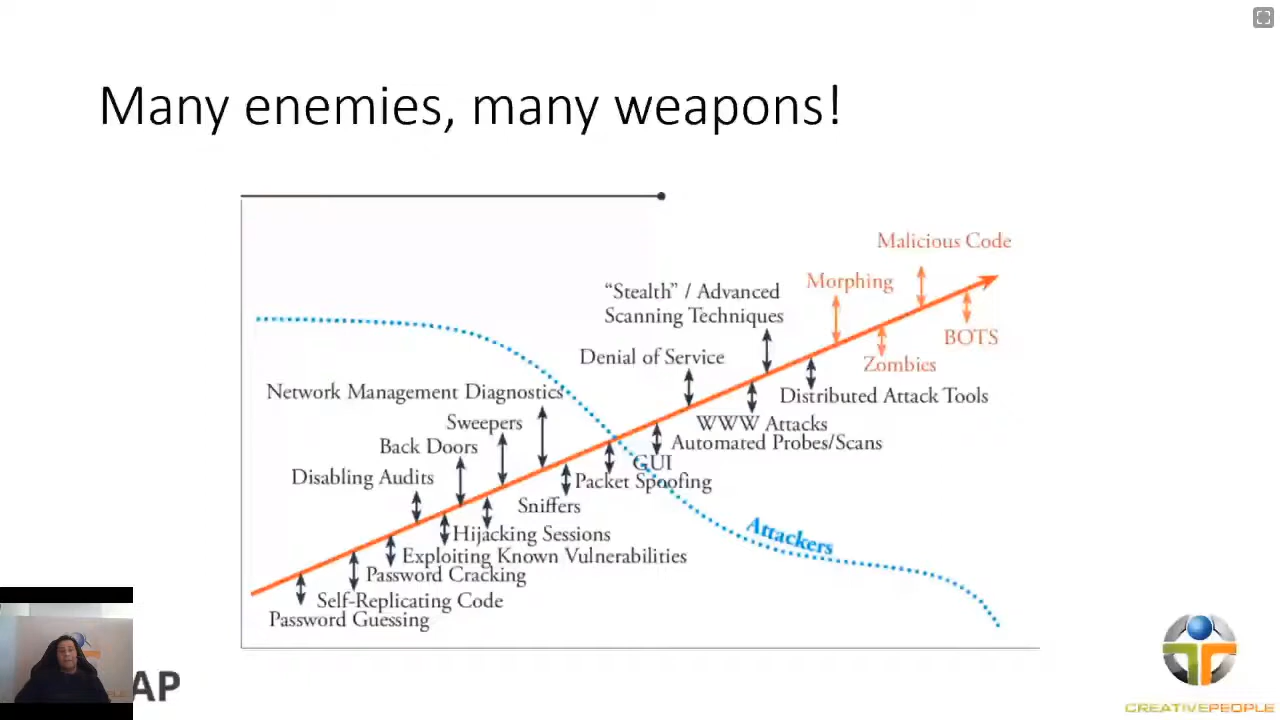 Many enemies, many weapons!
Malicious Code
Morphing
"Stealth" / Advanced
Scanning Techniques
BOTS
Denial of Service
Zombies
Network Management Diagnostics
Distributed Attack Tools
Sweepers
WWW Attacks
Back Doors
Automated Probes/Scans
GUI
Disabling Audits
Packet Spoofing
Sniffers
Hijacking Sessions
Attackers
Exploiting Known Vulnerabilities
Password Cracking
Self-Replicating Code
Password Guessing
AP
CREATIVEPEOPLE